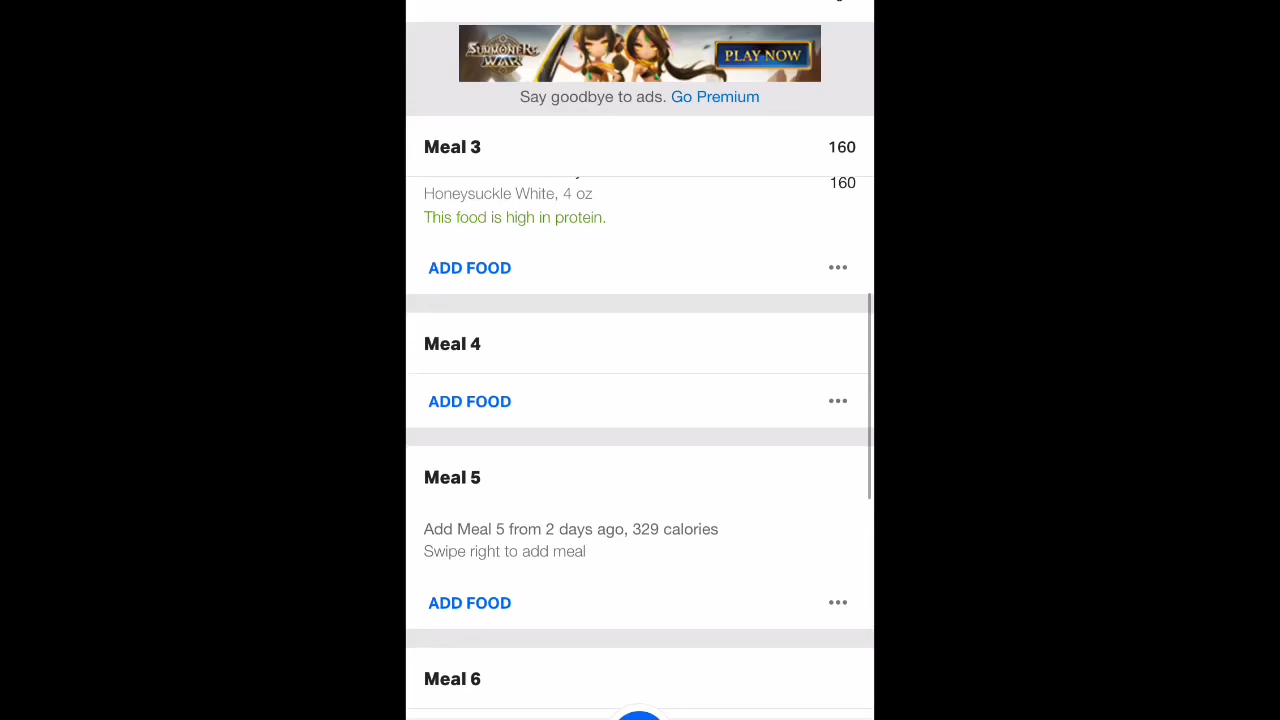 SUMMONERS WAR
PLAY NOW
Say goodbye to ads. Go Premium
Meal 3 160
160
Honeysuckle White, 4 oz
This food is high in protein.
ADD FOOD
Meal 4
ADD FOOD
Meal 5
Add Meal 5 from 2 days ago, 329 calories
Swipe right to add meal
ADD FOOD
Meal 6